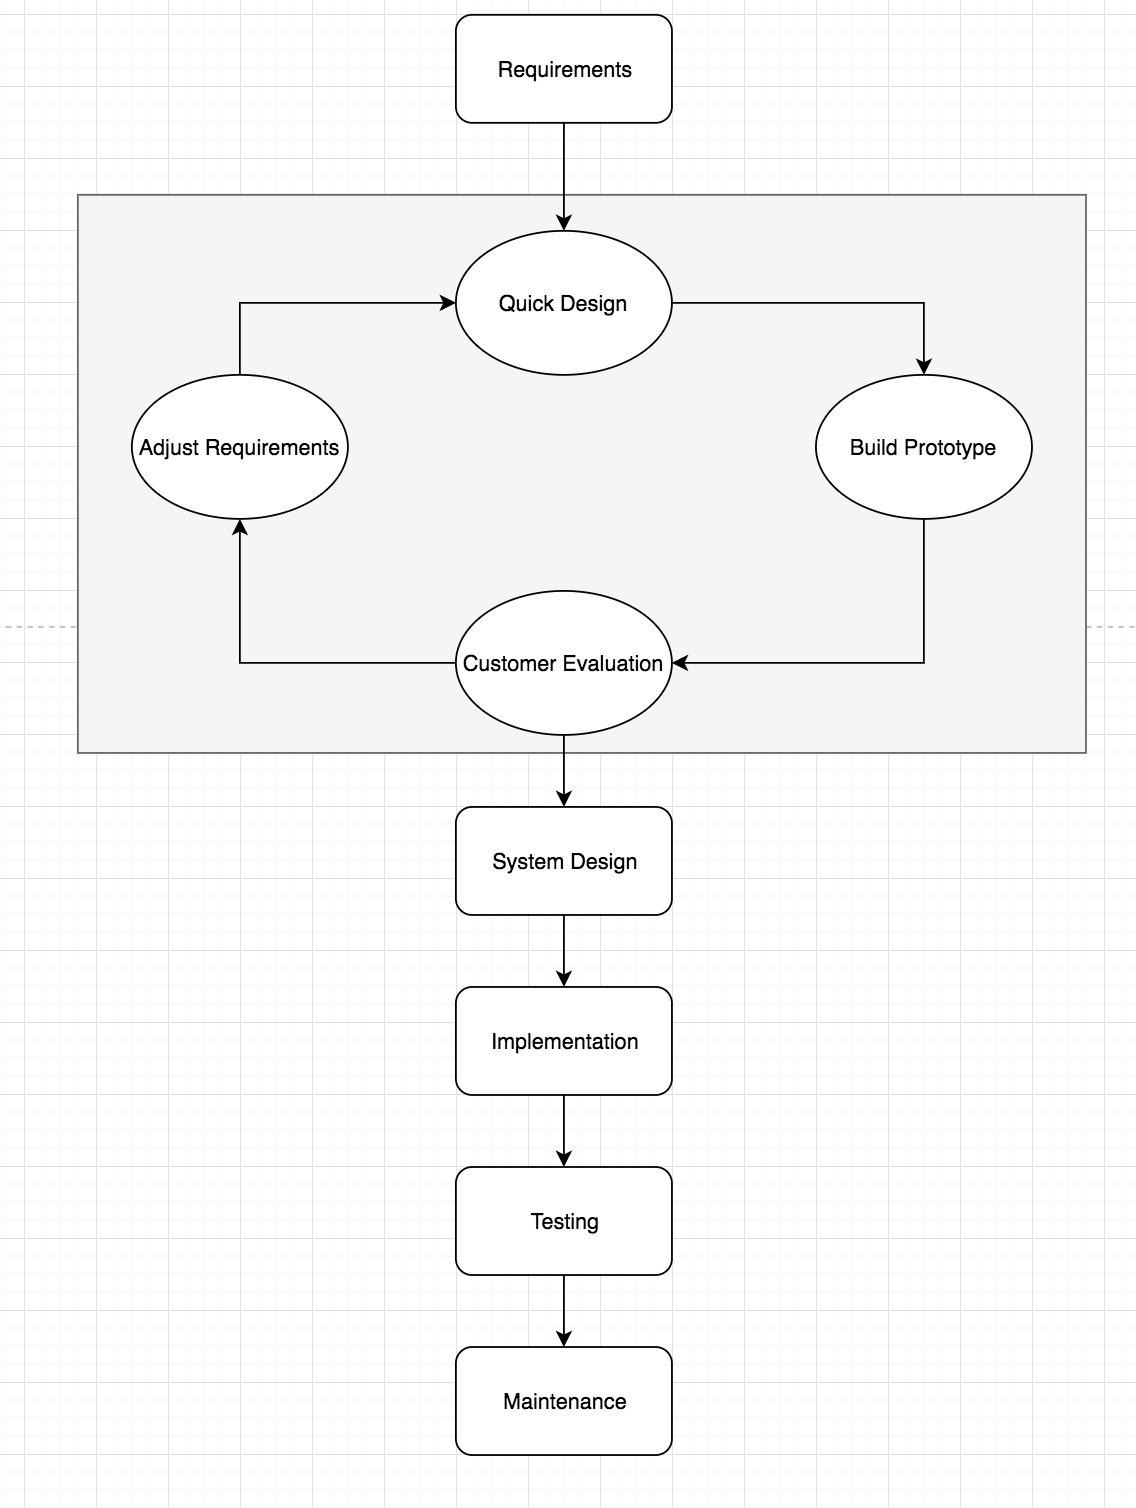 Requirements
Quick Design
Adjust Requirements
Build Prototype
Customer Evaluation
System Design
Implementation
Testing
Maintenance